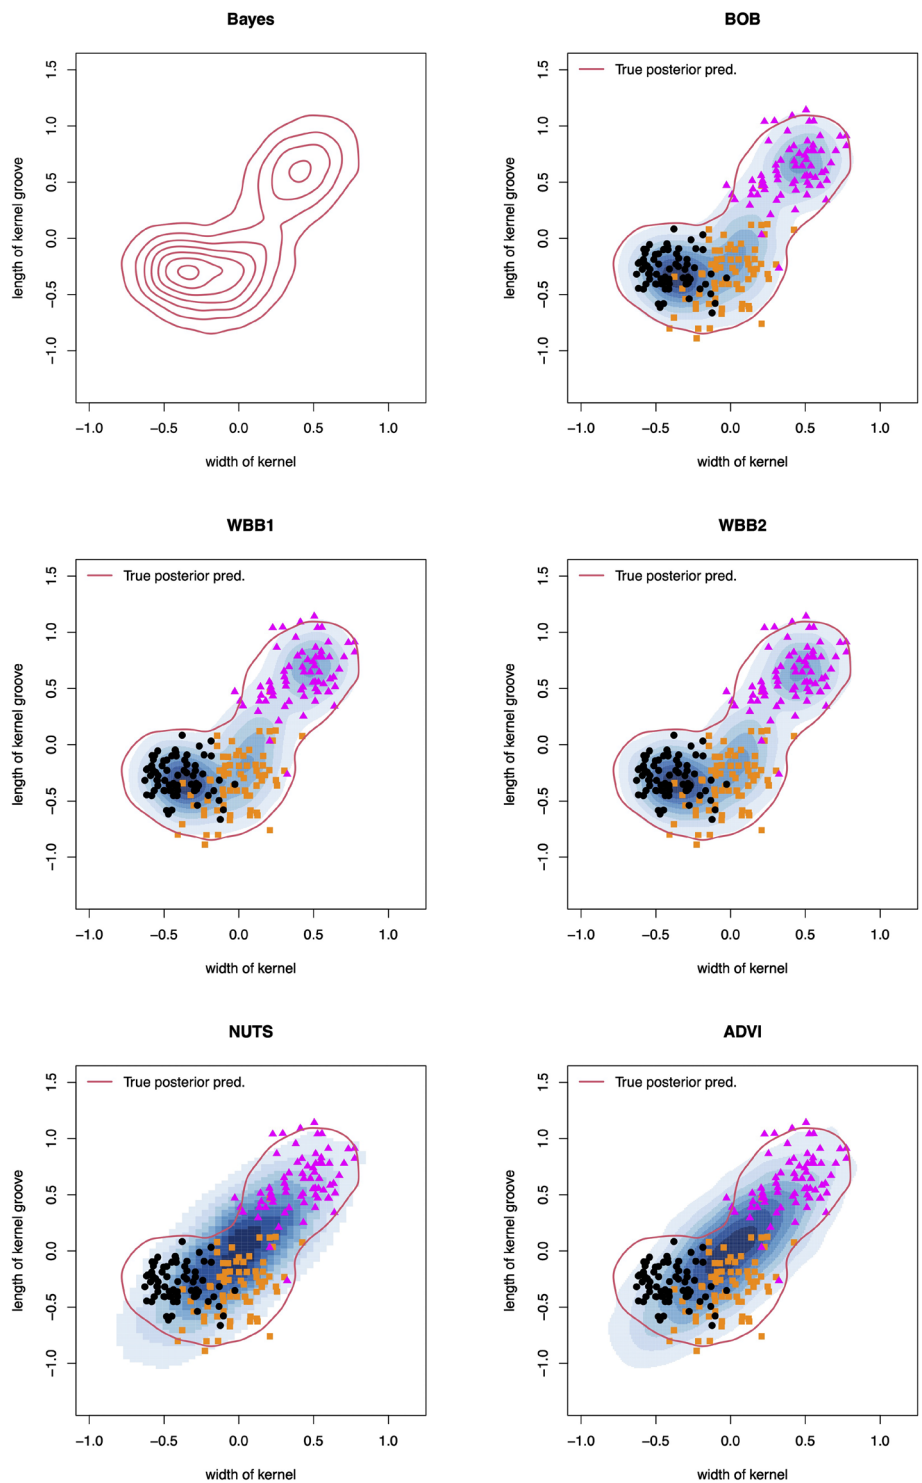 Bayes
BOB
1.5
1.0
0.5
0.0
−0.5
−1.0
length of kernel groove
−1.0 −0.5 0.0 0.5 1.0
width of kernel
True posterior pred.
1.5
1.0
0.5
0.0
−0.5
−1.0
length of kernel groove
−1.0 −0.5 0.0 0.5 1.0
width of kernel
WBB1
WBB2
True posterior pred.
1.5
1.0
0.5
0.0
−0.5
−1.0
length of kernel groove
−1.0 −0.5 0.0 0.5 1.0
width of kernel
True posterior pred.
1.5
1.0
0.5
0.0
−0.5
−1.0
length of kernel groove
−1.0 −0.5 0.0 0.5 1.0
width of kernel
NUTS
ADVI
True posterior pred.
1.5
1.0
0.5
0.0
−0.5
−1.0
length of kernel groove
−1.0 −0.5 0.0 0.5 1.0
width of kernel
True posterior pred.
1.5
1.0
0.5
0.0
−0.5
−1.0
length of kernel groove
−1.0 −0.5 0.0 0.5 1.0
width of kernel